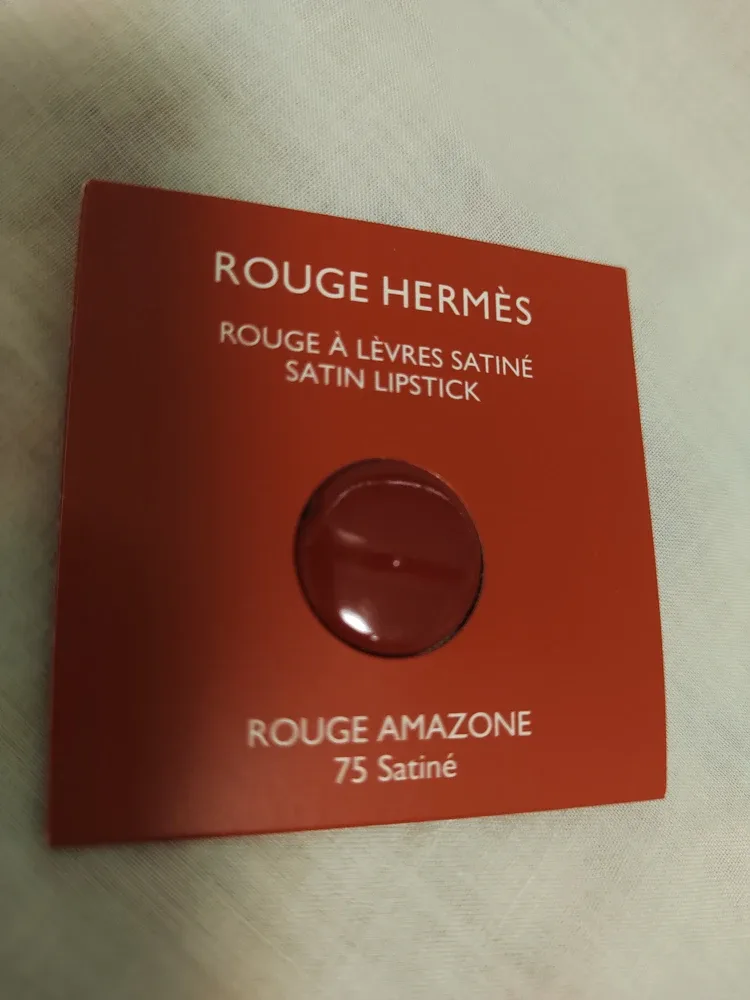 ROUGE HERMÈS
ROUGE À LÈVRES SATINÉ
SATIN LIPSTICK
ROUGE AMAZONE
75 Satiné